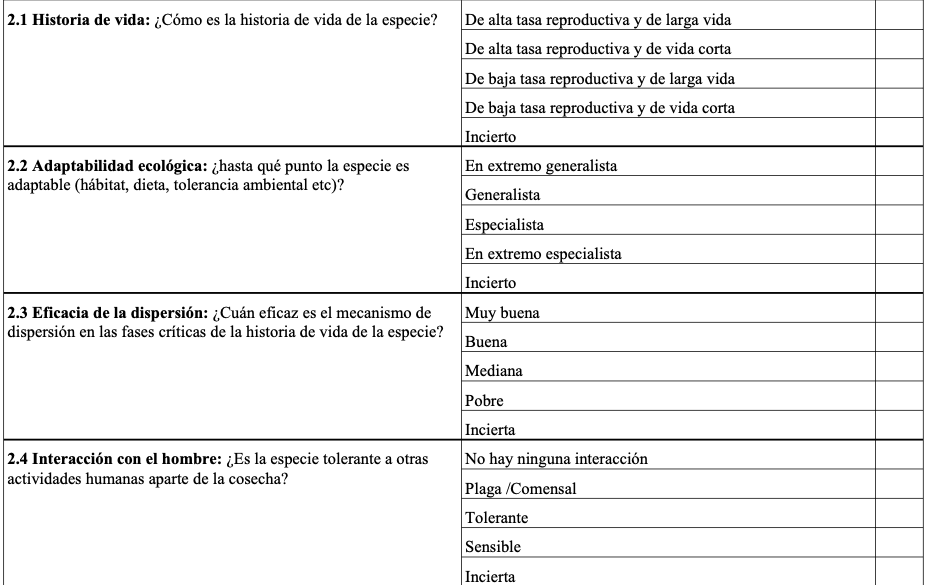 2.1 Historia de vida: ¿Cómo es la historia de vida de la especie?
De alta tasa reproductiva y de larga vida
De alta tasa reproductiva y de vida corta
De baja tasa reproductiva y de larga vida
De baja tasa reproductiva y de vida corta
Incierto
2.2 Adaptabilidad ecológica: ¿hasta qué punto la especie es
adaptable (hábitat, dieta, tolerancia ambiental etc)?
En extremo generalista
Generalista
Especialista
En extremo especialista
Incierto
2.3 Eficacia de la dispersión: ¿Cuán eficaz es el mecanismo de
dispersión en las fases críticas de la historia de vida de la especie?
Muy buena
Buena
Mediana
Pobre
Incierta
2.4 Interacción con el hombre: ¿Es la especie tolerante a otras
actividades humanas aparte de la cosecha?
No hay ninguna interacción
Plaga /Comensal
Tolerante
Sensible
Incierta